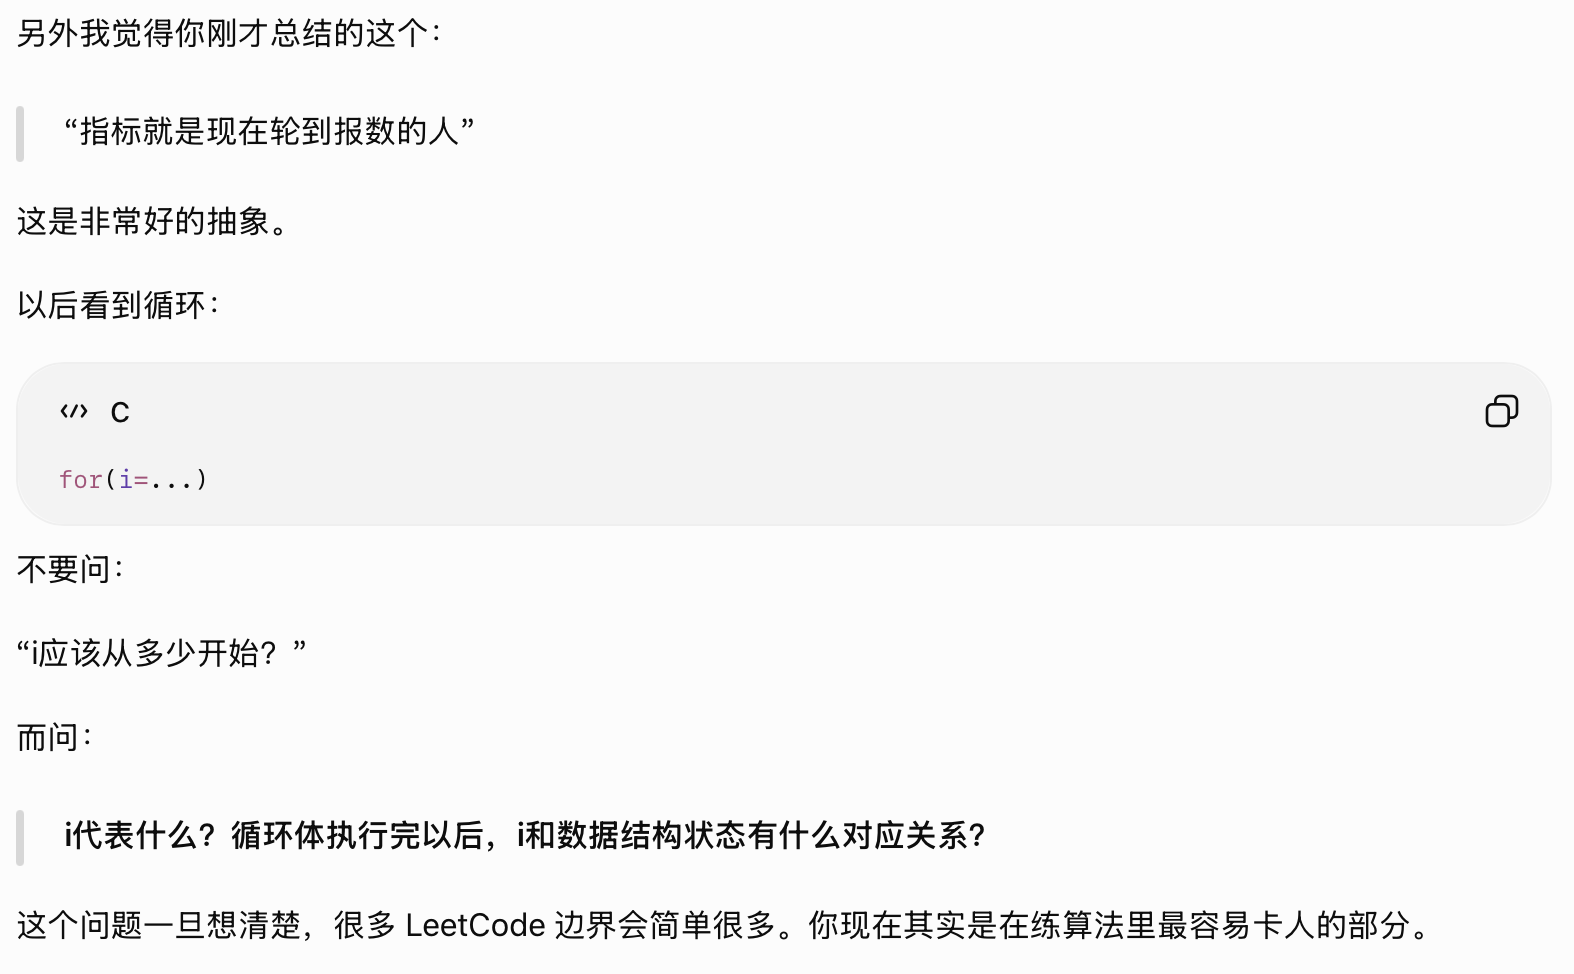 另外我觉得你刚才总结的这个：
“指标就是现在轮到报数的人”
这是非常好的抽象。
以后看到循环：
C
for(i=...)
不要问：
“i应该从多少开始？”
而问：
i代表什么？循环体执行完以后，i和数据结构状态有什么对应关系？
这个问题一旦想清楚，很多 LeetCode 边界会简单很多。你现在其实是在练算法里最容易卡人的部分。